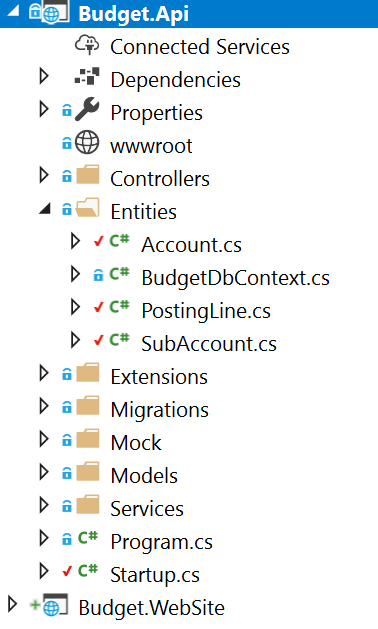 Budget.Api
Connected Services
Dependencies
Properties
wwwroot
Controllers
Entities
C# Account.cs
C# BudgetDbContext.cs
C# PostingLine.cs
C# SubAccount.cs
Extensions
Migrations
Mock
Models
Services
C# Program.cs
C# Startup.cs
Budget.WebSite